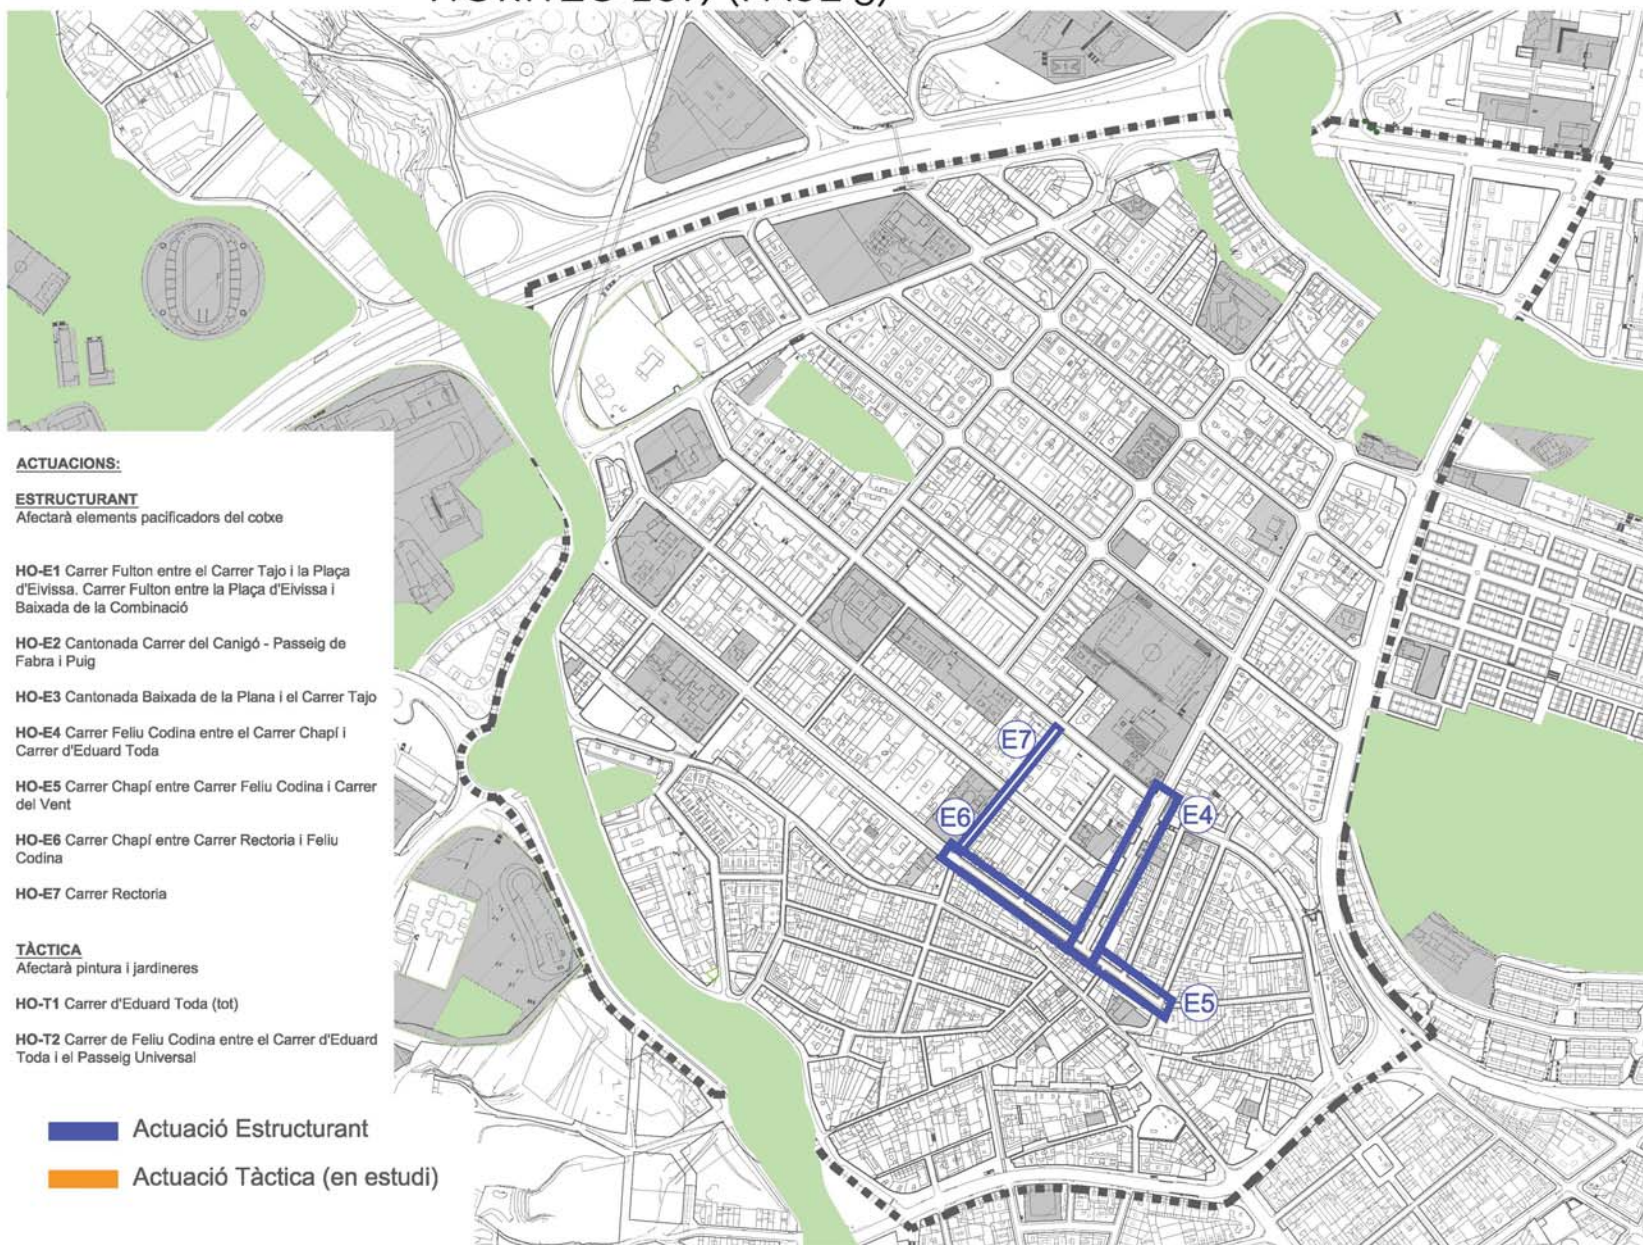 ACTUACIONS:
ESTRUCTURANT
Afectarà elements pacificadors del cotxe
HO-E1 Carrer Fulton entre el Carrer Tajo i la Plaça
d'Eivissa. Carrer Fulton entre la Plaça d'Eivissa i
Baixada de la Combinació
HO-E2 Cantonada Carrer del Canigó - Passeig de
Fabra i Puig
HO-E3 Cantonada Baixada de la Plana i el Carrer Tajo
HO-E4 Carrer Feliu Codina entre el Carrer Chapí i
Carrer d'Eduard Toda
HO-E5 Carrer Chapí entre Carrer Feliu Codina i Carrer
del Vent
HO-E6 Carrer Chapí entre Carrer Rectoria i Feliu
Codina
HO-E7 Carrer Rectoria
TÀCTICA
Afectarà pintura i jardineres
HO-T1 Carrer d'Eduard Toda (tot)
HO-T2 Carrer de Feliu Codina entre el Carrer d'Eduard
Toda i el Passeig Universal
Actuació Estructurant
Actuació Tàctica (en estudi)
E7
E6
E4
E5